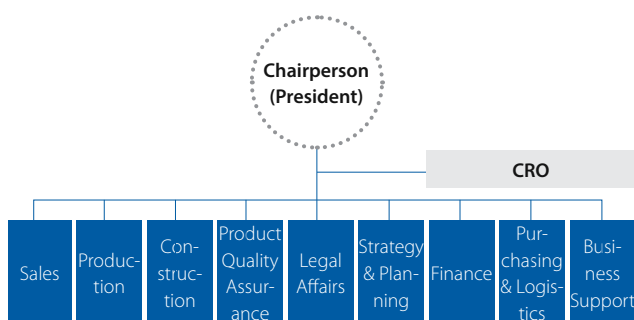 Chairperson
(President)
CRO
Sales
Produc-
tion
Con-
struc-
tion
Product
Quality
Assur-
ance
Legal
Affairs
Strategy
& Plan-
ning
Finance
Pur-
chasing
& Logis-
tics
Busi-
ness
Support